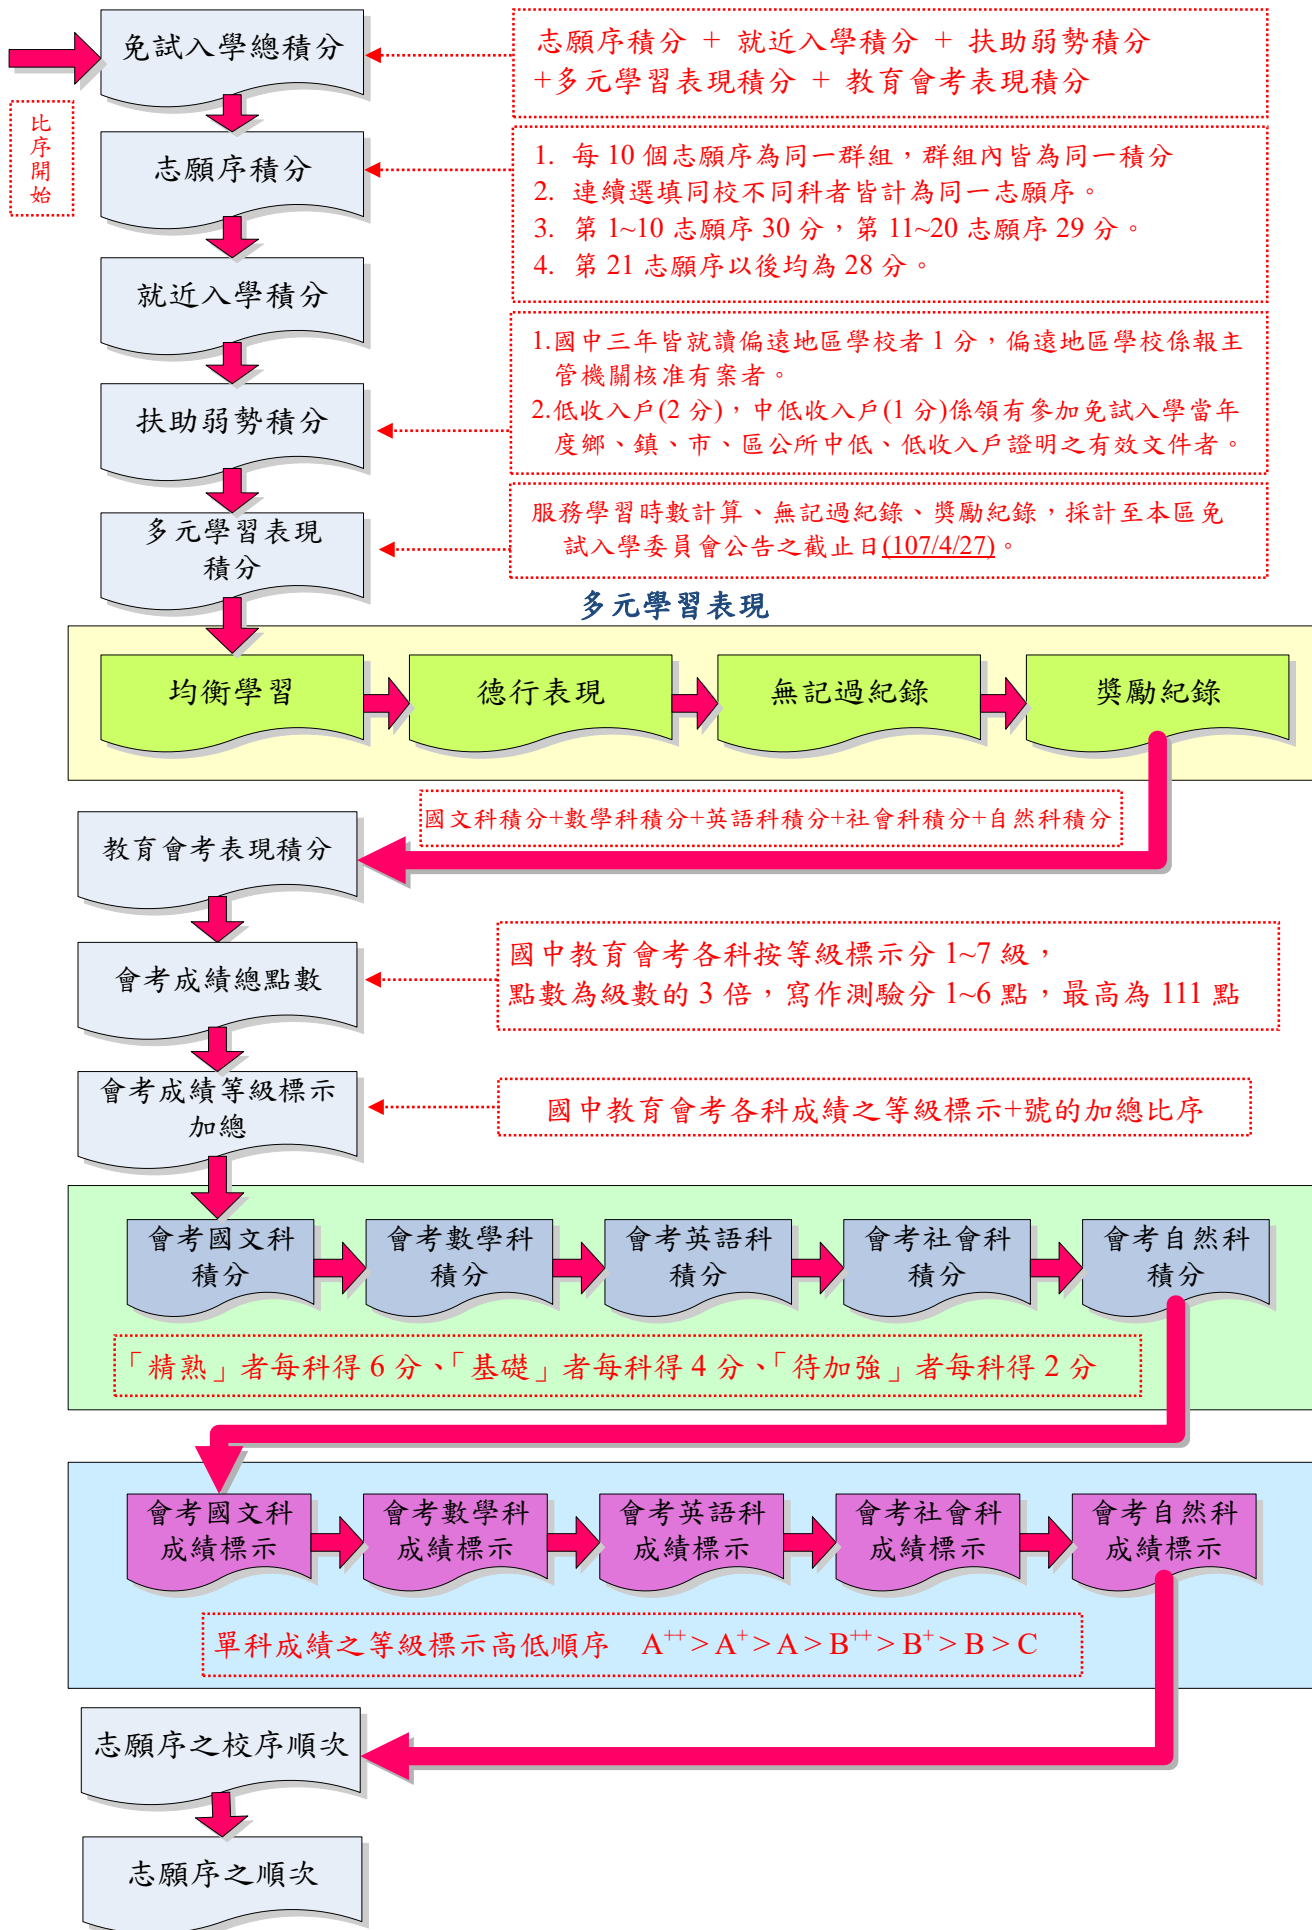 免試入學總積分
志願序積分 + 就近入學積分 + 扶助弱勢積分
+多元學習表現積分 + 教育會考表現積分
比序開始
志願序積分
1. 每 10 個志願序為同一群組，群組內皆為同一積分
2. 連續選填同校不同科者皆計為同一志願序。
3. 第 1~10 志願序 30 分，第 11~20 志願序 29 分。
4. 第 21 志願序以後均為 28 分。
就近入學積分
扶助弱勢積分
1.國中三年皆就讀偏遠地區學校者 1 分，偏遠地區學校係報主
管機關核准有案者。
2.低收入戶(2 分)，中低收入戶(1 分)係領有參加免試入學當年
度鄉、鎮、市、區公所中低、低收入戶證明之有效文件者。
多元學習表現
積分
服務學習時數計算、無記過紀錄、獎勵紀錄，採計至本區免
試入學委員會公告之截止日(107/4/27)。
多元學習表現
均衡學習
德行表現
無記過紀錄
獎勵紀錄
國文科積分+數學科積分+英語科積分+社會科積分+自然科積分
教育會考表現積分
會考成績總點數
國中教育會考各科按等級標示分 1~7 級，
點數為級數的 3 倍，寫作測驗分 1~6 點，最高為 111 點
會考成績等級標示
加總
國中教育會考各科成績之等級標示+號的加總比序
會考國文科
積分
會考數學科
積分
會考英語科
積分
會考社會科
積分
會考自然科
積分
「精熟」者每科得 6 分、「基礎」者每科得 4 分、「待加強」者每科得 2 分
會考國文科
成績標示
會考數學科
成績標示
會考英語科
成績標示
會考社會科
成績標示
會考自然科
成績標示
單科成績之等級標示高低順序 A⁺⁺ > A⁺ > A > B⁺⁺ > B⁺ > B > C
志願序之校序順次
志願序之順次